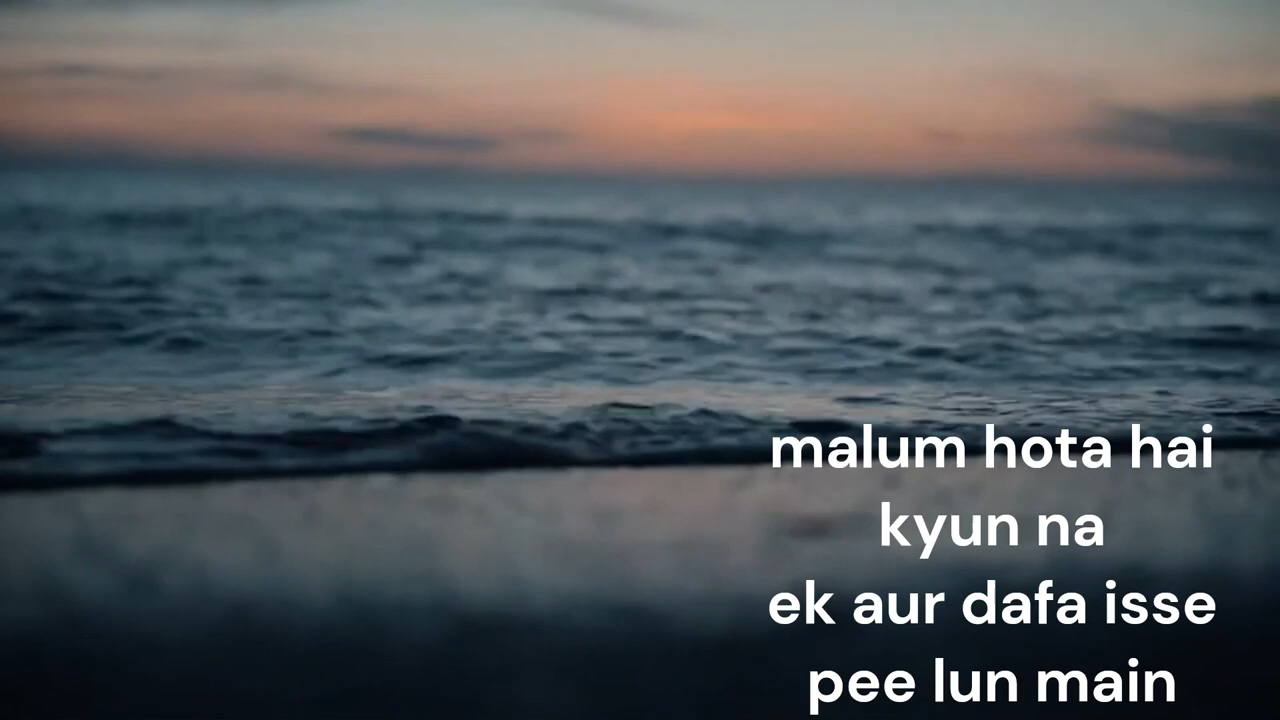 malum hota hai
kyun na
ek aur dafa isse
pee lun main